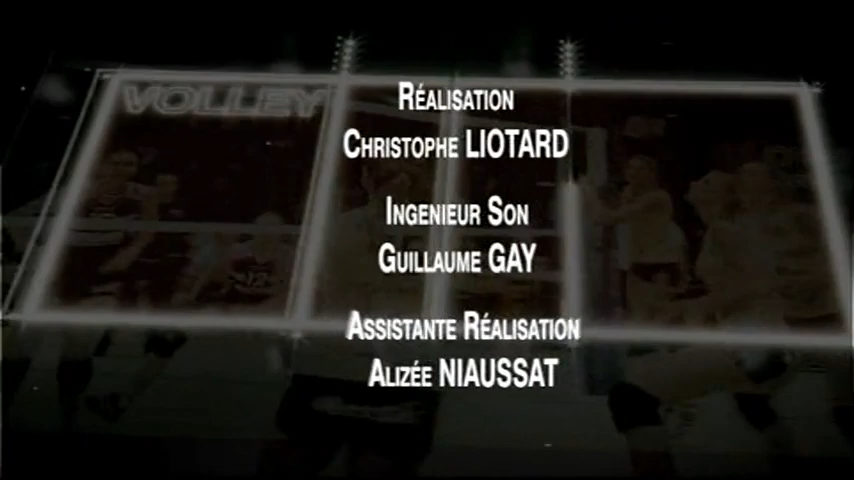 VOLLEY
Réalisation
Christophe LIOTARD
Ingenieur Son
Guillaume GAY
Assistante Réalisation
Alizée NIAUSSAT